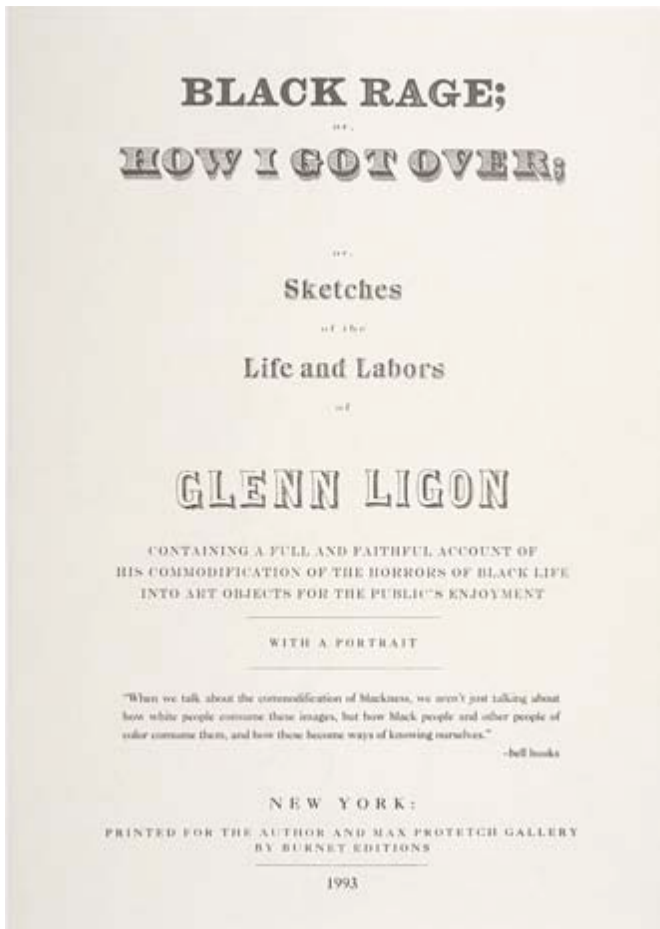 BLACK RAGE;
or,
HOW I GOT OVER;
or,
Sketches
of the
Life and Labors
of
GLENN LIGON
CONTAINING A FULL AND FAITHFUL ACCOUNT OF
HIS COMMODIFICATION OF THE HORRORS OF BLACK LIFE
INTO ART OBJECTS FOR THE PUBLIC'S ENJOYMENT
WITH A PORTRAIT
"When we talk about the commodification of blackness, we aren't just talking about
how white people consume these images, but how black people and other people of
color consume them, and how these become ways of knowing ourselves."
–bell hooks
NEW YORK:
PRINTED FOR THE AUTHOR AND MAX PROTETCH GALLERY
BY BURNET EDITIONS
1993